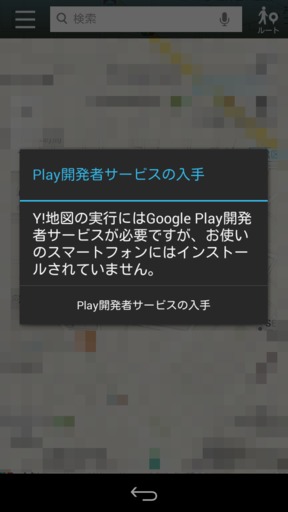 検索
ルート
Play開発者サービスの入手
Y!地図の実行にはGoogle Play開発
者サービスが必要ですが、お使い
のスマートフォンにはインストー
ルされていません。
Play開発者サービスの入手